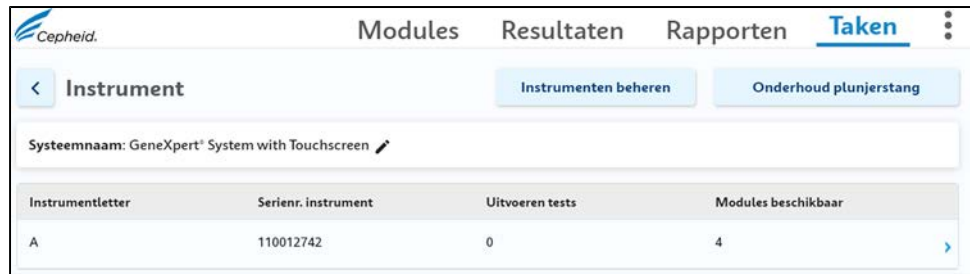 Cepheid.
Modules Resultaten Rapporten Taken
Instrument Instrumenten beheren Onderhoud plunjerstang
Systeemnaam: GeneXpert® System with Touchscreen
Instrumentletter Serienr. instrument Uitvoeren tests Modules beschikbaar
A 110012742 0 4